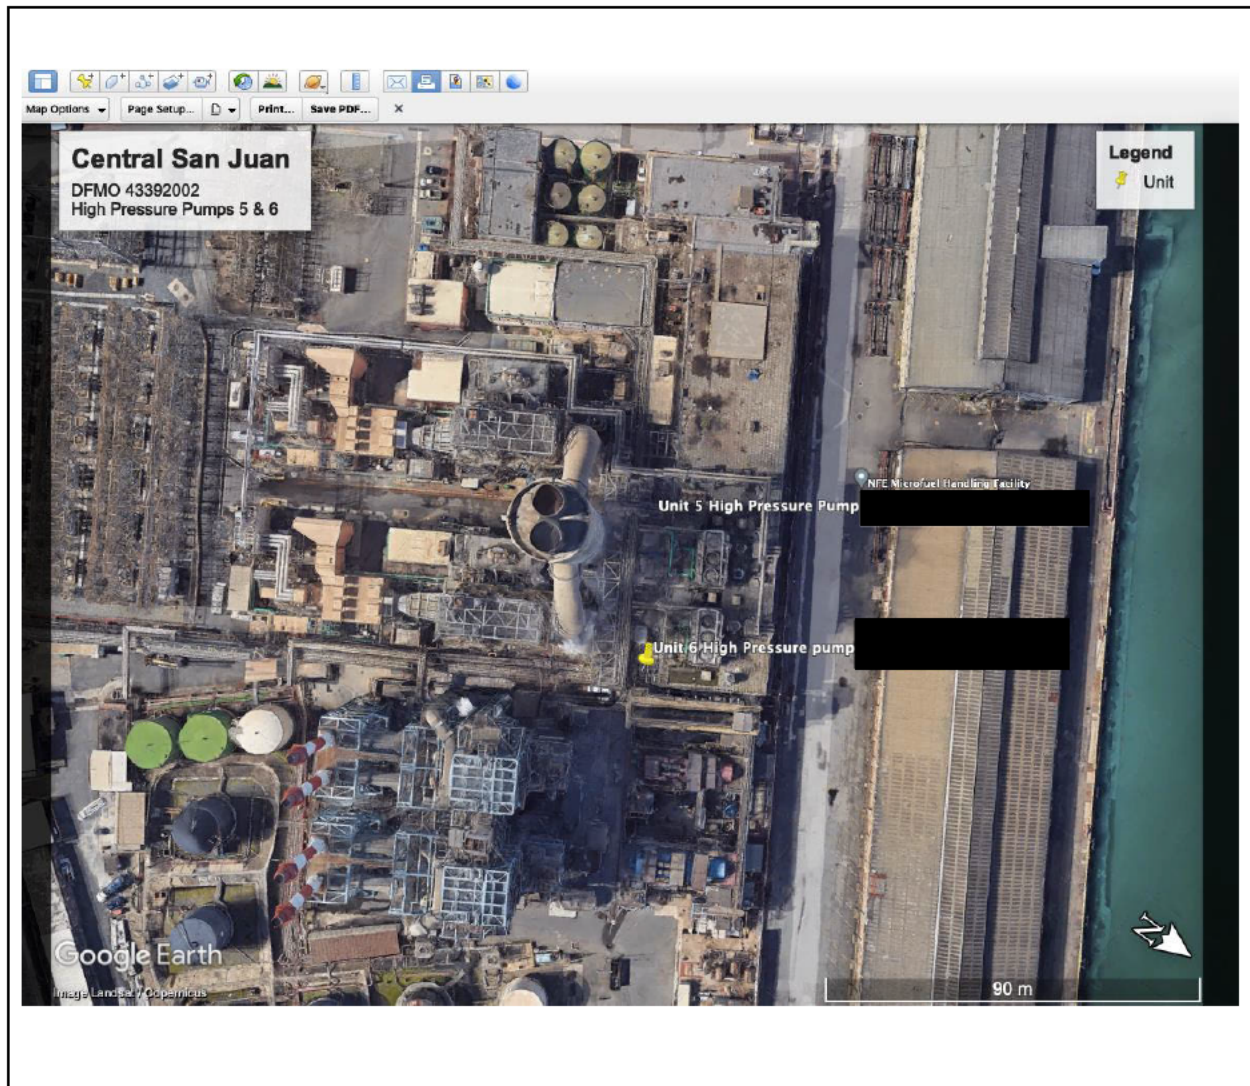 Map Options
Page Setup...
Print...
Save PDF...
Central San Juan
DFMO 43392002
High Pressure Pumps 5 & 6
Legend
Unit
NFE Microfuel Handling Facility
Unit 5 High Pressure Pump
Unit 6 High Pressure pump
Google Earth
Image Landsat / Copernicus
N
90 m